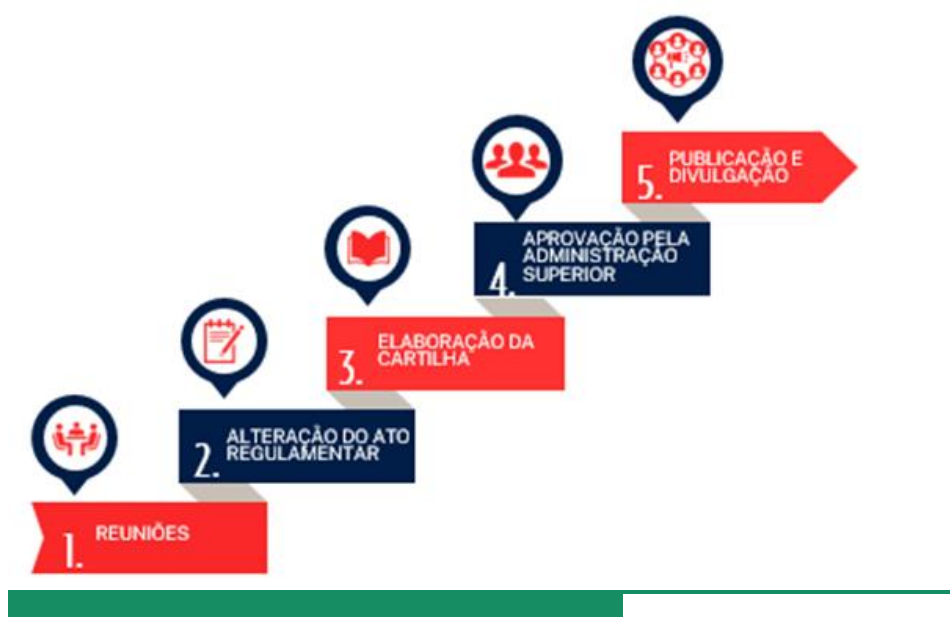 1. REUNIÕES
2. ALTERAÇÃO DO ATO
REGULAMENTAR
3. ELABORAÇÃO DA
CARTILHA
4. APROVAÇÃO PELA
ADMINISTRAÇÃO
SUPERIOR
5. PUBLICAÇÃO E
DIVULGAÇÃO